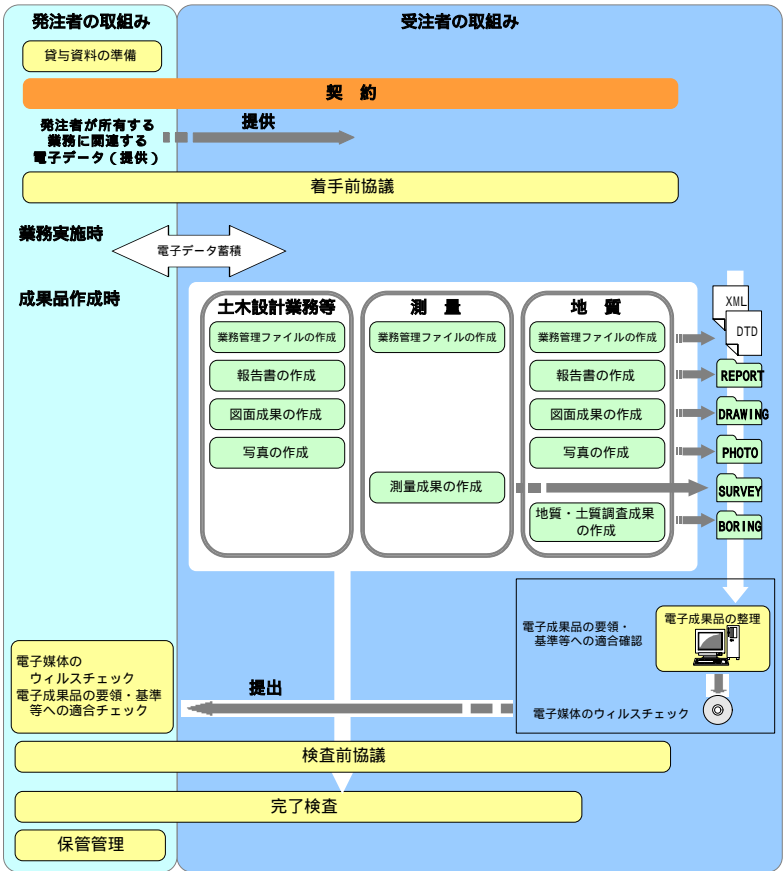 発注者の取組み
受注者の取組み
貸与資料の準備
契　約
発注者が所有する
業務に関連する
電子データ（提供）
提供
着手前協議
業務実施時
電子データ蓄積
成果品作成時
土木設計業務等
業務管理ファイルの作成
報告書の作成
図面成果の作成
写真の作成
測　量
業務管理ファイルの作成
測量成果の作成
地　質
業務管理ファイルの作成
報告書の作成
図面成果の作成
写真の作成
地質・土質調査成果
の作成
XML
DTD
REPORT
DRAWING
PHOTO
SURVEY
BORING
電子成果品の要領・
基準等への適合確認
電子成果品の整理
電子媒体のウィルスチェック
提出
電子媒体の
ウィルスチェック
電子成果品の要領・基準
等への適合チェック
検査前協議
完了検査
保管管理